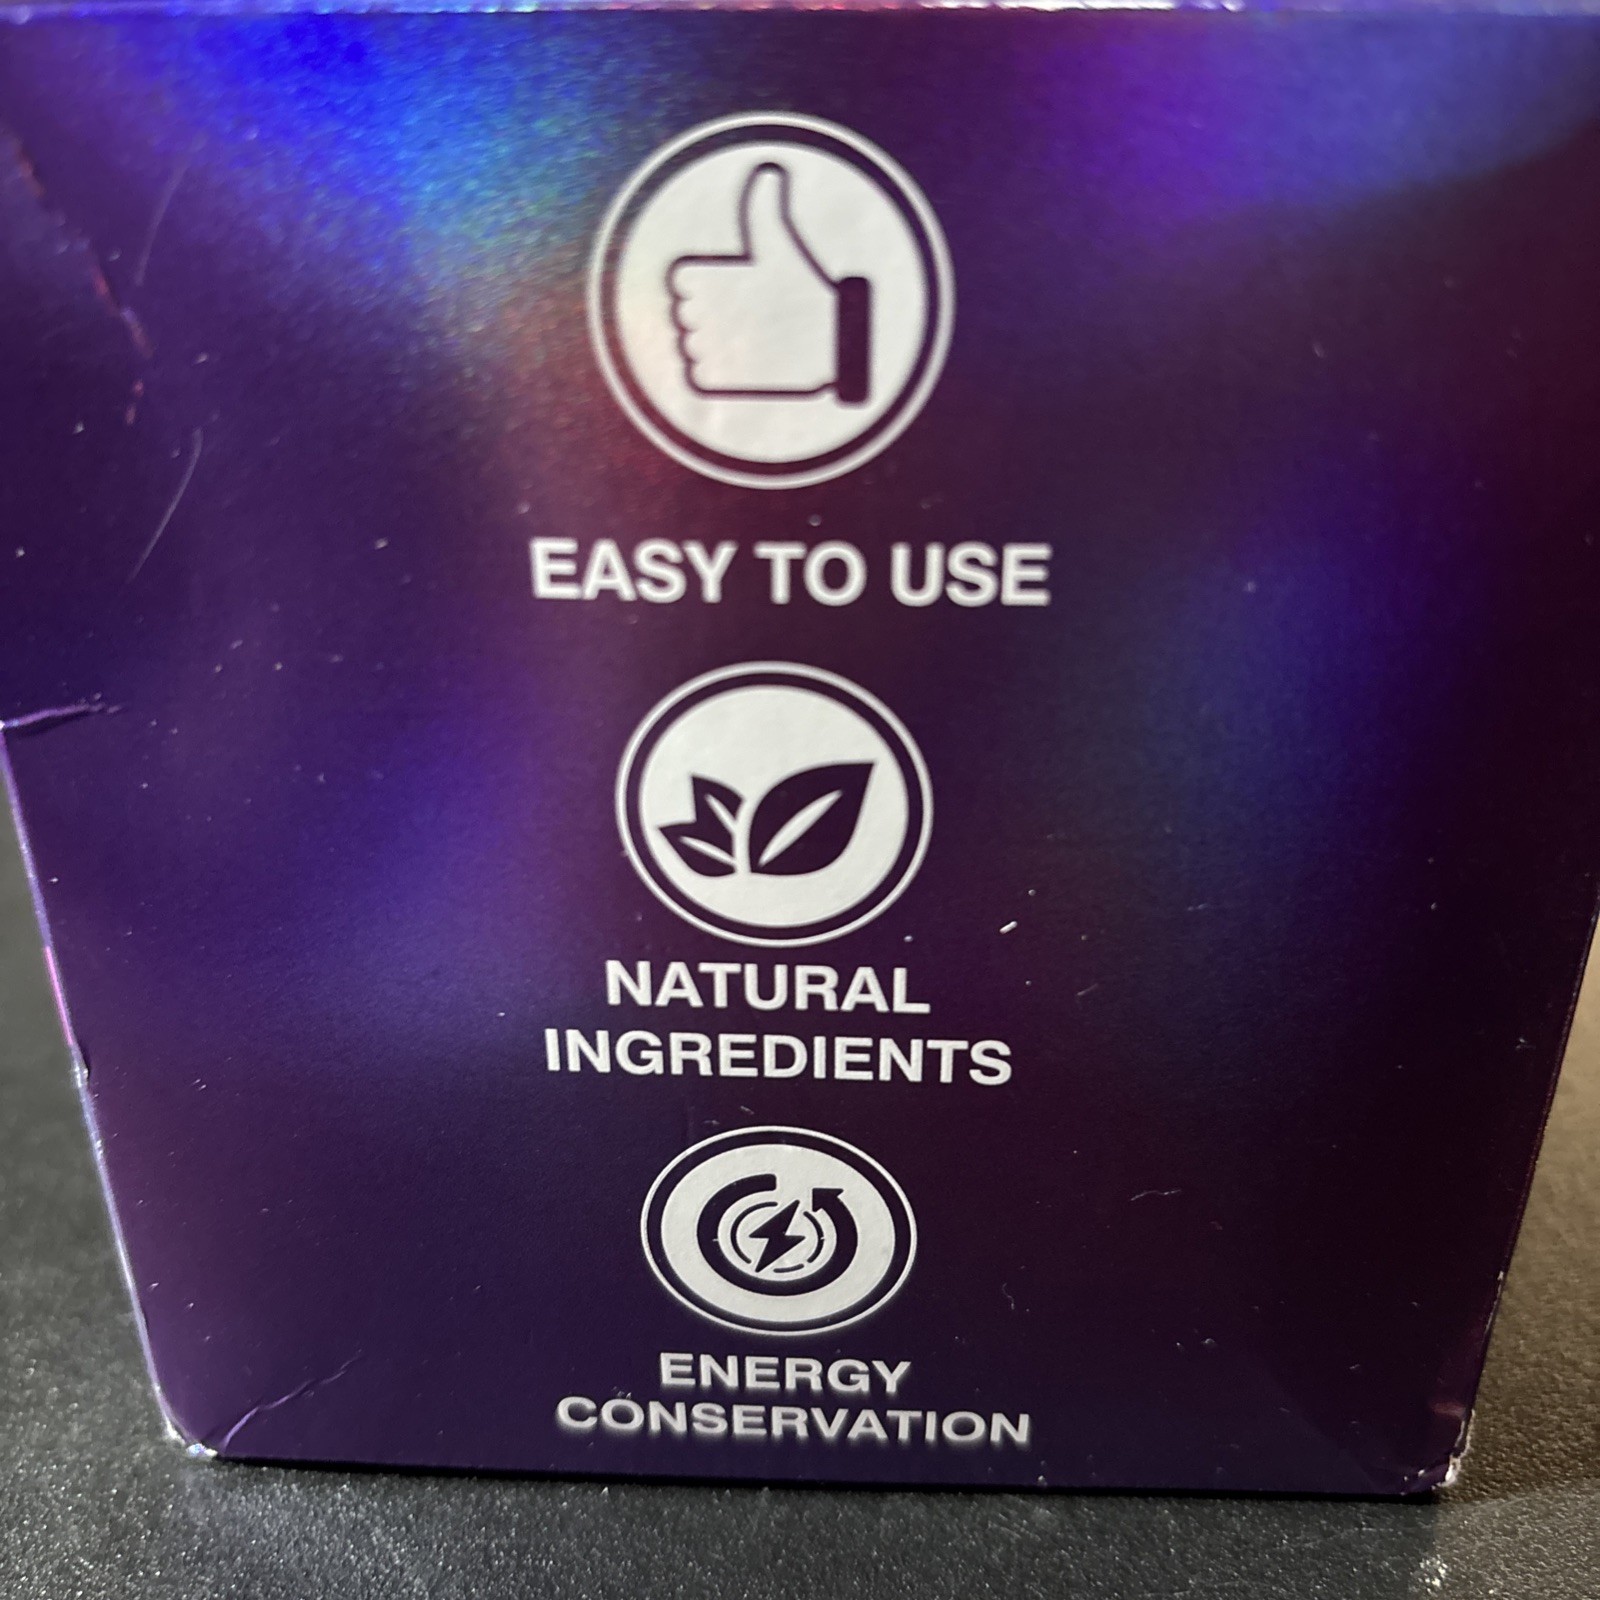 EASY TO USE
NATURAL
INGREDIENTS
ENERGY
CONSERVATION